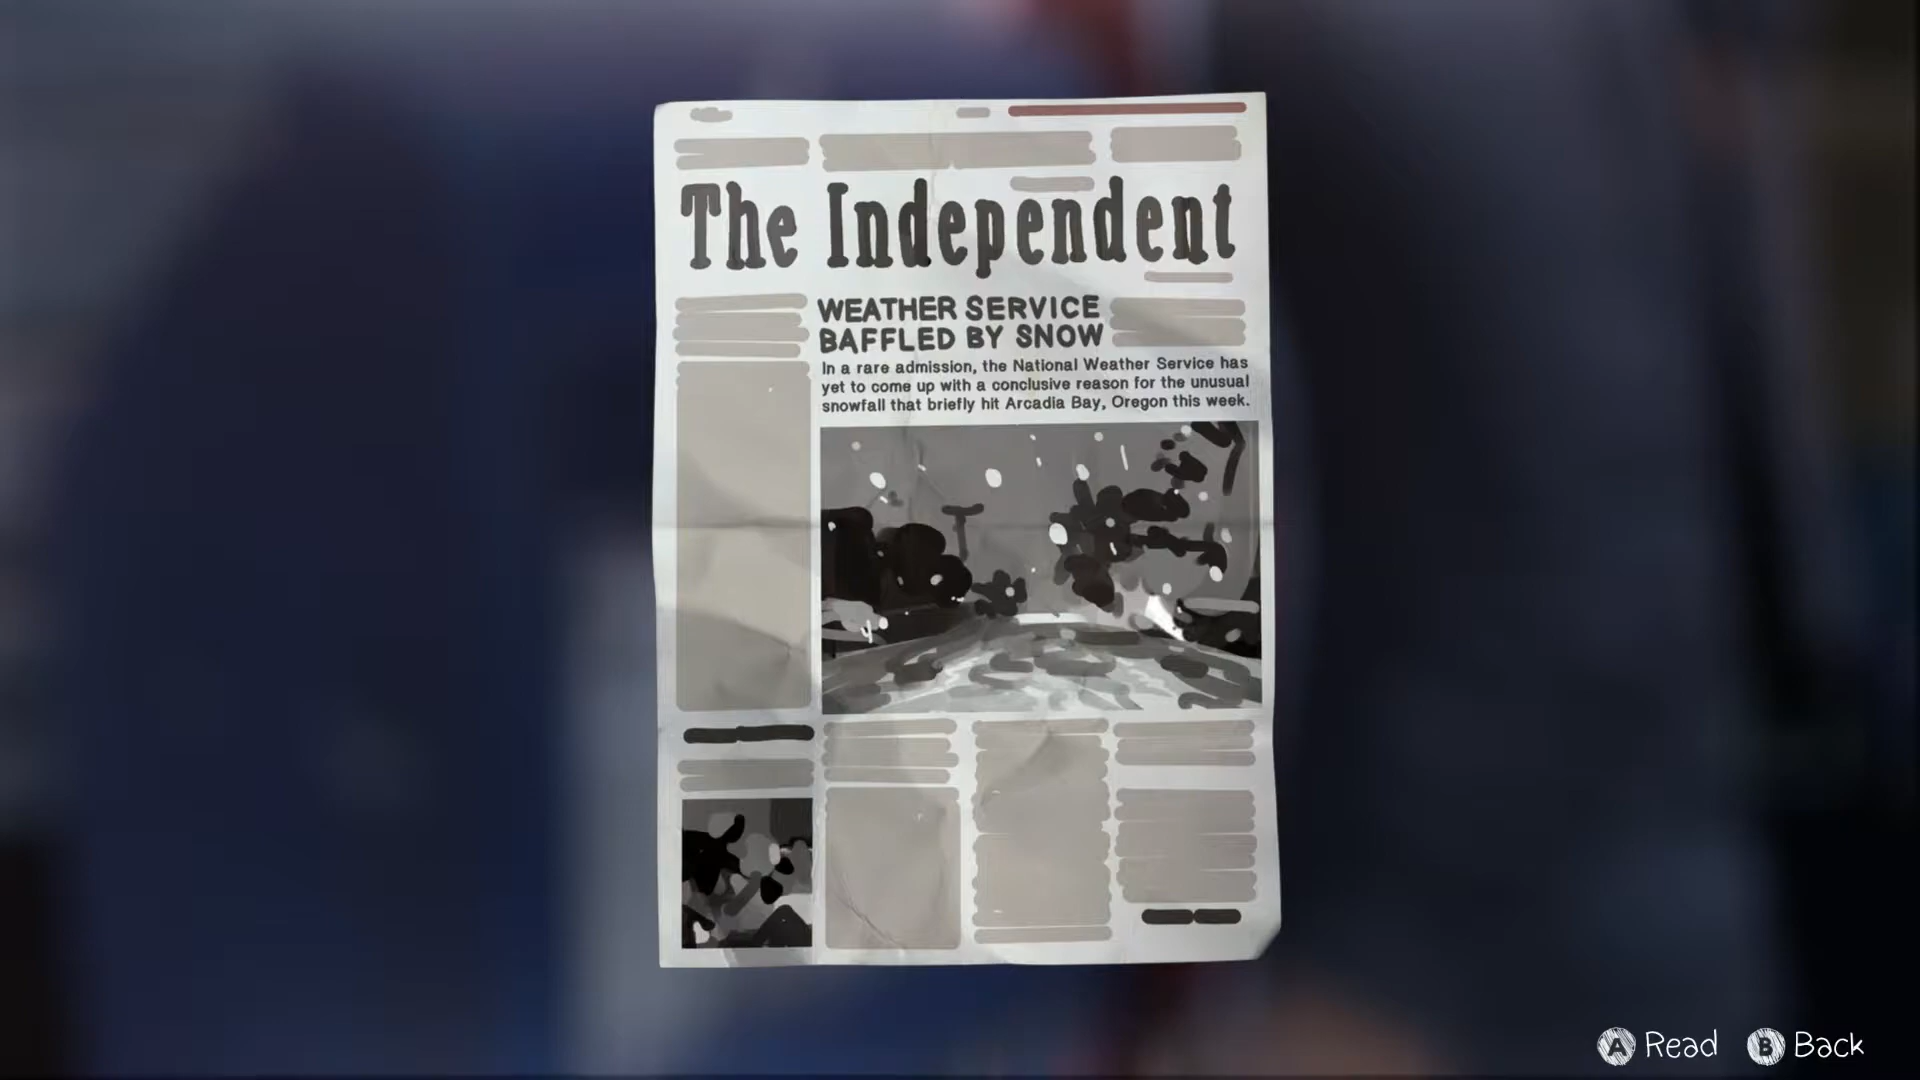 The Independent
WEATHER SERVICE
BAFFLED BY SNOW
In a rare admission, the National Weather Service has
yet to come up with a conclusive reason for the unusual
snowfall that briefly hit Arcadia Bay, Oregon this week.
A Read B Back